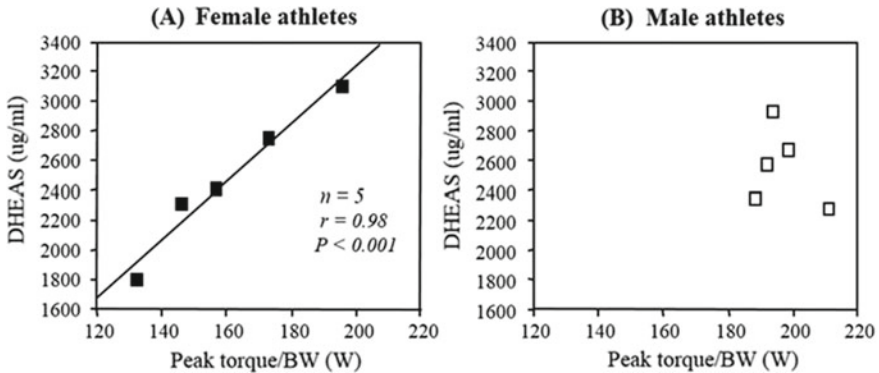 (A) Female athletes
3400
3200
3000
2800
2600
2400
2200
2000
1800
1600
DHEAS (ug/ml)
n = 5
r = 0.98
P < 0.001
120 140 160 180 200 220
Peak torque/BW (W)
(B) Male athletes
3400
3200
3000
2800
2600
2400
2200
2000
1800
1600
DHEAS (ug/ml)
120 140 160 180 200 220
Peak torque/BW (W)